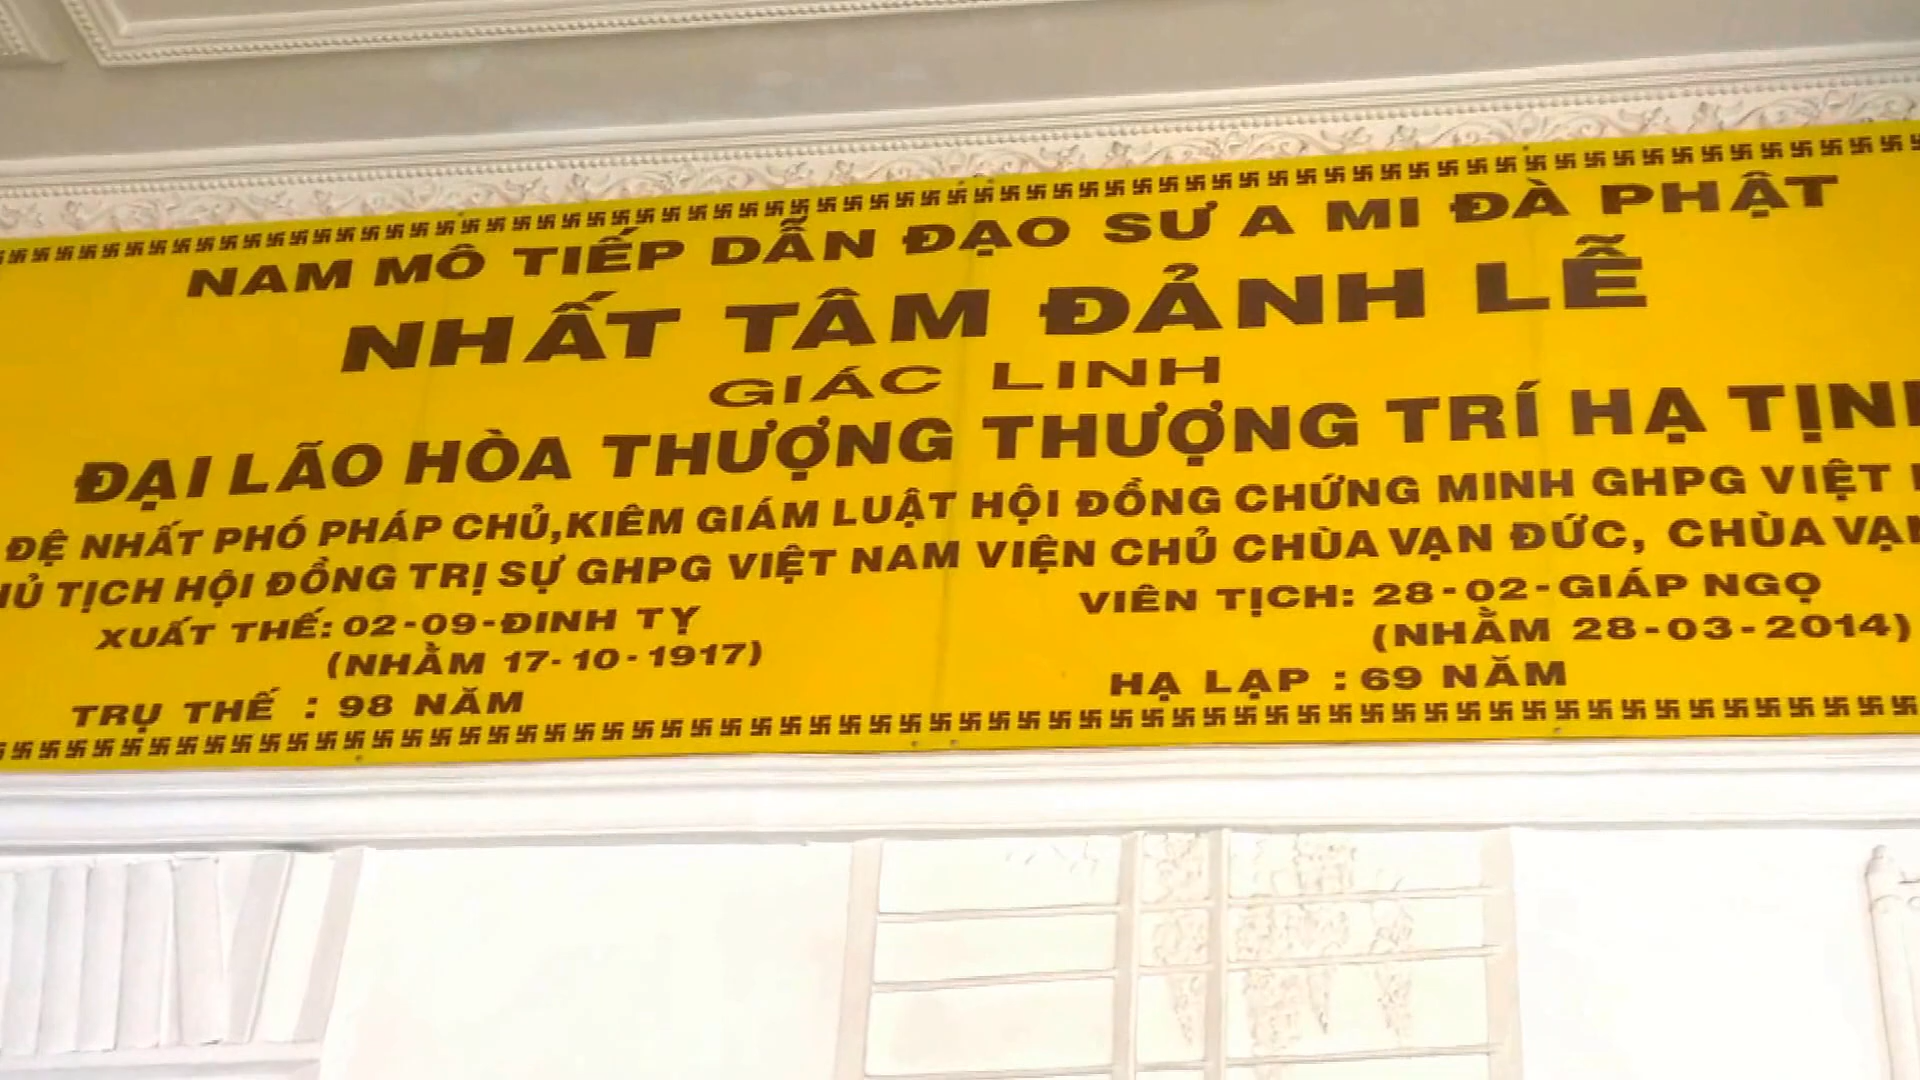 NAM MÔ TIẾP DẪN ĐẠO SƯ A MI ĐÀ PHẬT
NHẤT TÂM ĐẢNH LỄ
GIÁC LINH
ĐẠI LÃO HÒA THƯỢNG THƯỢNG TRÍ HẠ
ĐỆ NHẤT PHÓ PHÁP CHỦ,KIÊM GIÁM LUẬT HỘI ĐỒNG CHỨNG MINH GHPG VIỆT
TỊCH HỘI ĐỒNG TRỊ SỰ GHPG VIỆT NAM VIỆN CHỦ CHÙA VẠN ĐỨC, CHÙA
XUẤT THẾ: 02-09-ĐINH TỴ
(NHẰM 17-10-1917)
TRỤ THẾ : 98 NĂM
VIÊN TỊCH: 28-02-GIÁP NGỌ
(NHẰM 28-03-2014)
HẠ LẠP : 69 NĂM